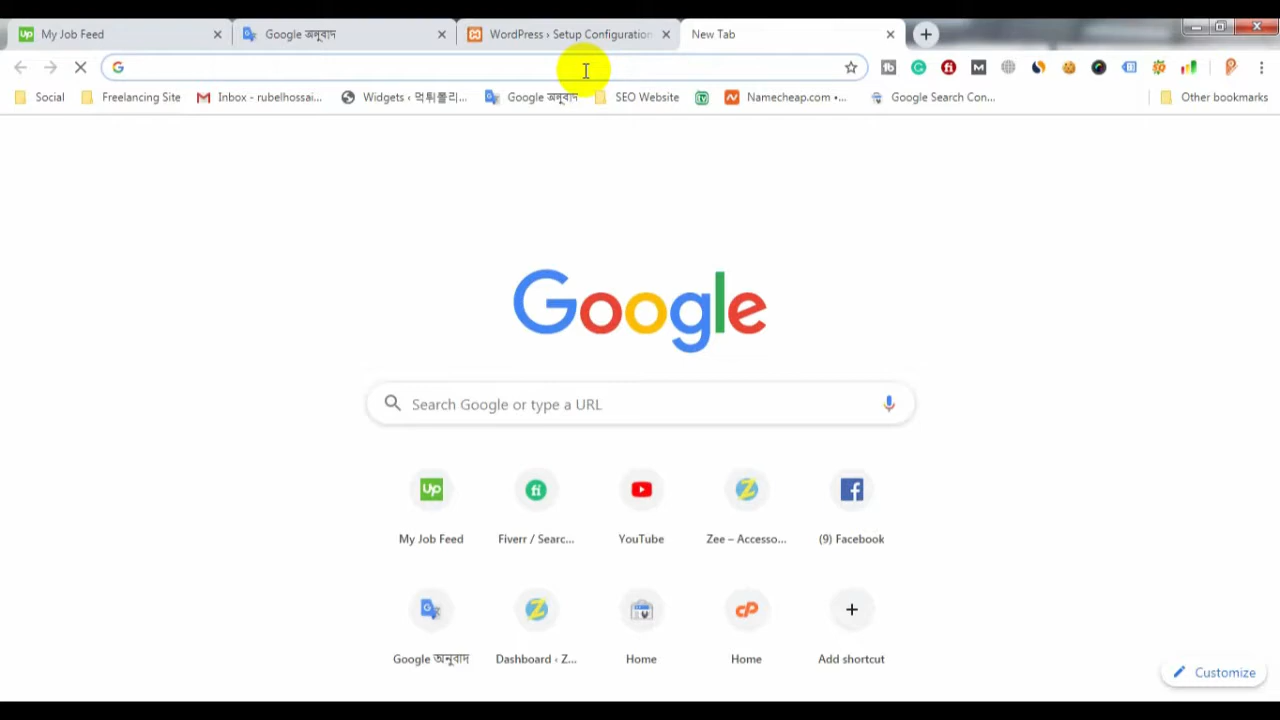 My Job Feed
Google অনুবাদ
WordPress › Setup Configuration
New Tab
Social
Freelancing Site
Inbox - rubelhossai...
Widgets ‹ 먹튀폴리...
Google অনুবাদ
SEO Website
Namecheap.com •...
Google Search Con...
Other bookmarks
Google
Search Google or type a URL
My Job Feed
Fiverr / Searc...
YouTube
Zee – Accesso...
(9) Facebook
Google অনুবাদ
Dashboard ‹ Z...
Home
Home
Add shortcut
Customize